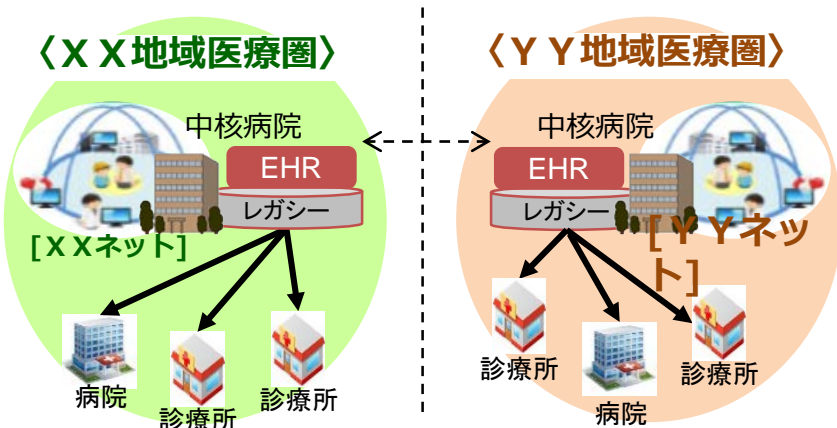 〈ＸＸ地域医療圏〉
中核病院
EHR
レガシー
[ＸＸネット]
病院
診療所
診療所
〈ＹＹ地域医療圏〉
中核病院
EHR
レガシー
[ＹＹネッ
ト]
診療所
病院
診療所